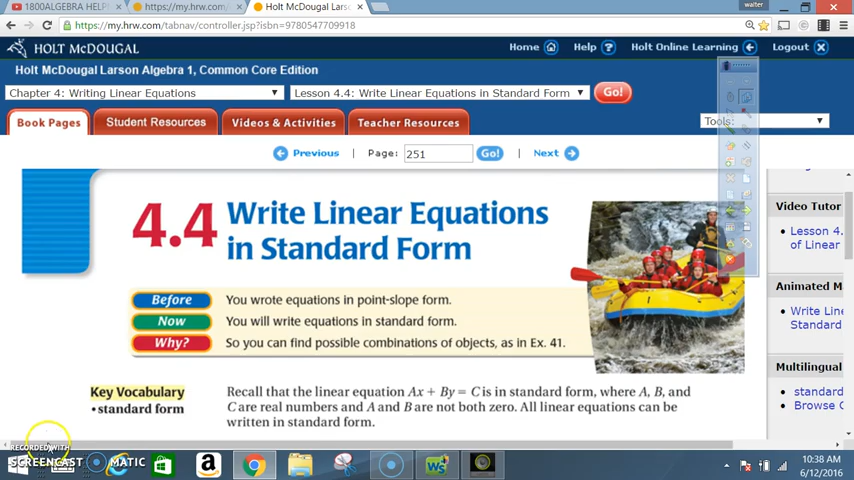 1800ALGEBRA HELP
https://my.hrw.com/tabn
Holt McDougal Larson
walter
https://my.hrw.com/tabnav/controller.jsp?isbn=9780547709918
HOLT MCDOUGAL
Home
Help
Holt Online Learning
Logout
Holt McDougal Larson Algebra 1, Common Core Edition
Chapter 4: Writing Linear Equations
Lesson 4.4: Write Linear Equations in Standard Form
Go!
Book Pages
Student Resources
Videos & Activities
Teacher Resources
Tools:
Previous | Page: 251 Go! | Next
4.4 Write Linear Equations
in Standard Form
Before You wrote equations in point-slope form.
Now You will write equations in standard form.
Why? So you can find possible combinations of objects, as in Ex. 41.
Key Vocabulary
• standard form
Recall that the linear equation Ax + By = C is in standard form, where A, B, and
C are real numbers and A and B are not both zero. All linear equations can be
written in standard form.
Video Tutor
• Lesson 4.
of Linear
Animated M
• Write Line
Standard
Multilingual
• standard
• Browse
RECORDED WITH
SCREENCAST MATIC
10:38 AM
6/12/2016